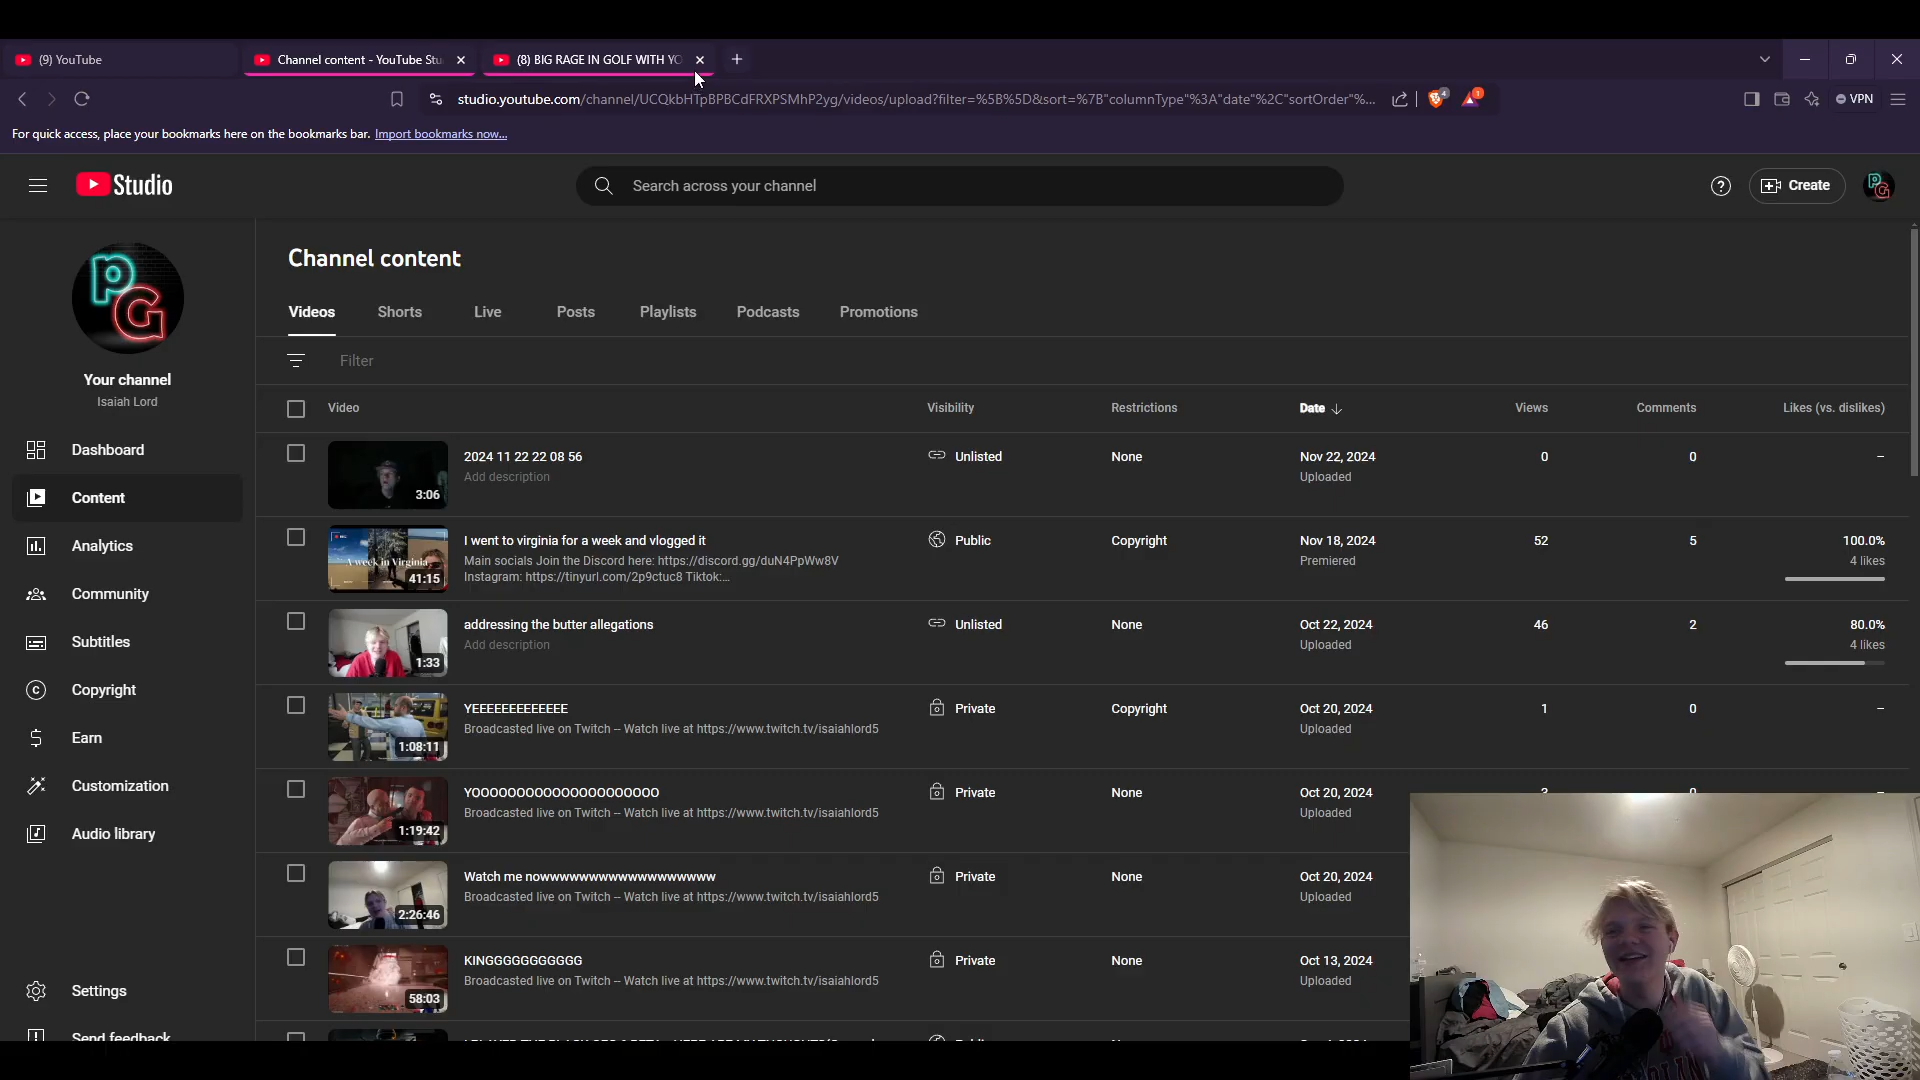 (9) YouTube
Channel content - YouTube Stu
(8) BIG RAGE IN GOLF WITH YO
studio.youtube.com/channel/UCQkbHTpBPBCdFRXPSMhP2yg/videos/upload?filter=%5B%5D&sort=%7B"columnType"%3A"date"%2C"sortOrder"%...
4
1
VPN
For quick access, place your bookmarks here on the bookmarks bar. Import bookmarks now...
Studio
Search across your channel
Create
PG
Channel content
Videos Shorts Live Posts Playlists Podcasts Promotions
Filter
PG
Your channel
Isaiah Lord
Dashboard
Content
Analytics
Community
Subtitles
Copyright
Earn
Customization
Audio library
Settings
Send feedback
Video Visibility Restrictions Date Views Comments Likes (vs. dislikes)
3:06
2024 11 22 22 08 56 Unlisted None Nov 22, 2024 0 0 –
Add description Uploaded
A week in Virginia
41:15
I went to virginia for a week and vlogged it Public Copyright Nov 18, 2024 52 5 100.0%
Main socials Join the Discord here: https://discord.gg/duN4PpWw8V Premiered 4 likes
Instagram: https://tinyurl.com/2p9ctuc8 Tiktok:...
1:33
addressing the butter allegations Unlisted None Oct 22, 2024 46 2 80.0%
Add description Uploaded 4 likes
1:08:11
YEEEEEEEEEEEEE Private Copyright Oct 20, 2024 1 0 –
Broadcasted live on Twitch -- Watch live at https://www.twitch.tv/isaiahlord5 Uploaded
1:19:42
YOOOOOOOOOOOOOOOOOOOOO Private None Oct 20, 2024
Broadcasted live on Twitch -- Watch live at https://www.twitch.tv/isaiahlord5 Uploaded
2:26:46
Watch me nowwwwwwwwwwwwwwwwww Private None Oct 20, 2024
Broadcasted live on Twitch -- Watch live at https://www.twitch.tv/isaiahlord5 Uploaded
58:03
KINGGGGGGGGGGG Private None Oct 13, 2024
Broadcasted live on Twitch -- Watch live at https://www.twitch.tv/isaiahlord5 Uploaded